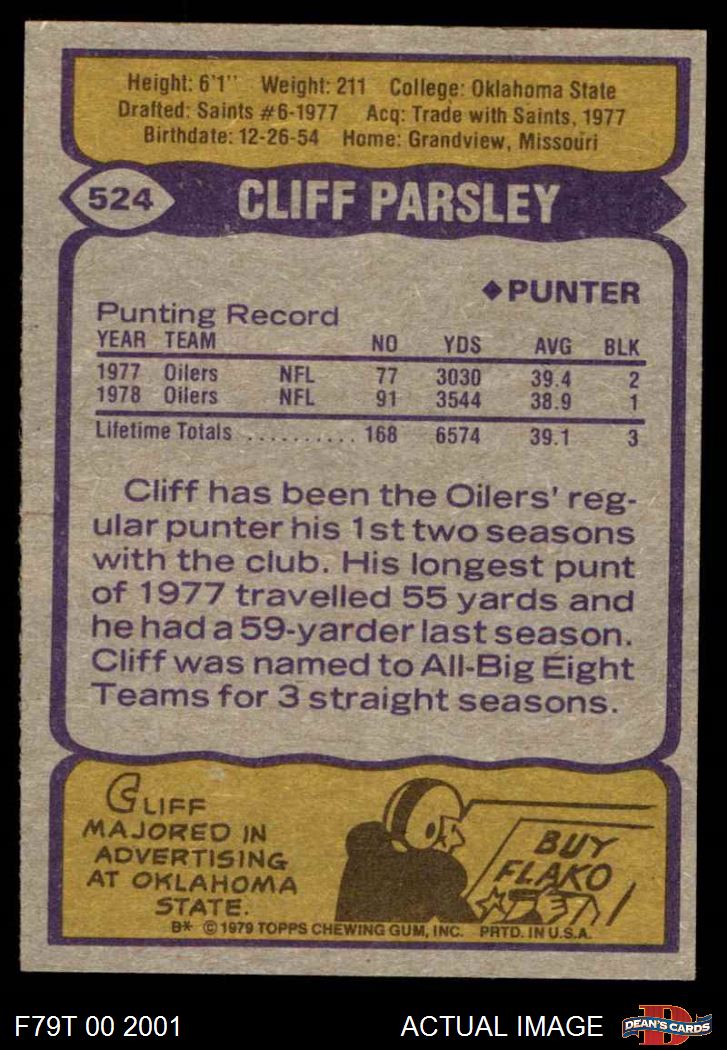 Height: 6'1" Weight: 211 College: Oklahoma State
Drafted: Saints #6-1977 Acq: Trade with Saints, 1977
Birthdate: 12-26-54 Home: Grandview, Missouri
524 CLIFF PARSLEY
◆PUNTER
Punting Record
YEAR TEAM NO YDS AVG BLK
1977 Oilers NFL 77 3030 39.4 2
1978 Oilers NFL 91 3544 38.9 1
Lifetime Totals .......... 168 6574 39.1 3
Cliff has been the Oilers' reg-
ular punter his 1st two seasons
with the club. His longest punt
of 1977 travelled 55 yards and
he had a 59-yarder last season.
Cliff was named to All-Big Eight
Teams for 3 straight seasons.
CLIFF
MAJORED IN
ADVERTISING
AT OKLAHOMA
STATE.
BUY
FLAKO
B* © 1979 TOPPS CHEWING GUM, INC. PRTD. IN U.S.A.
F79T 00 2001 ACTUAL IMAGE D DEAN'S CARDS